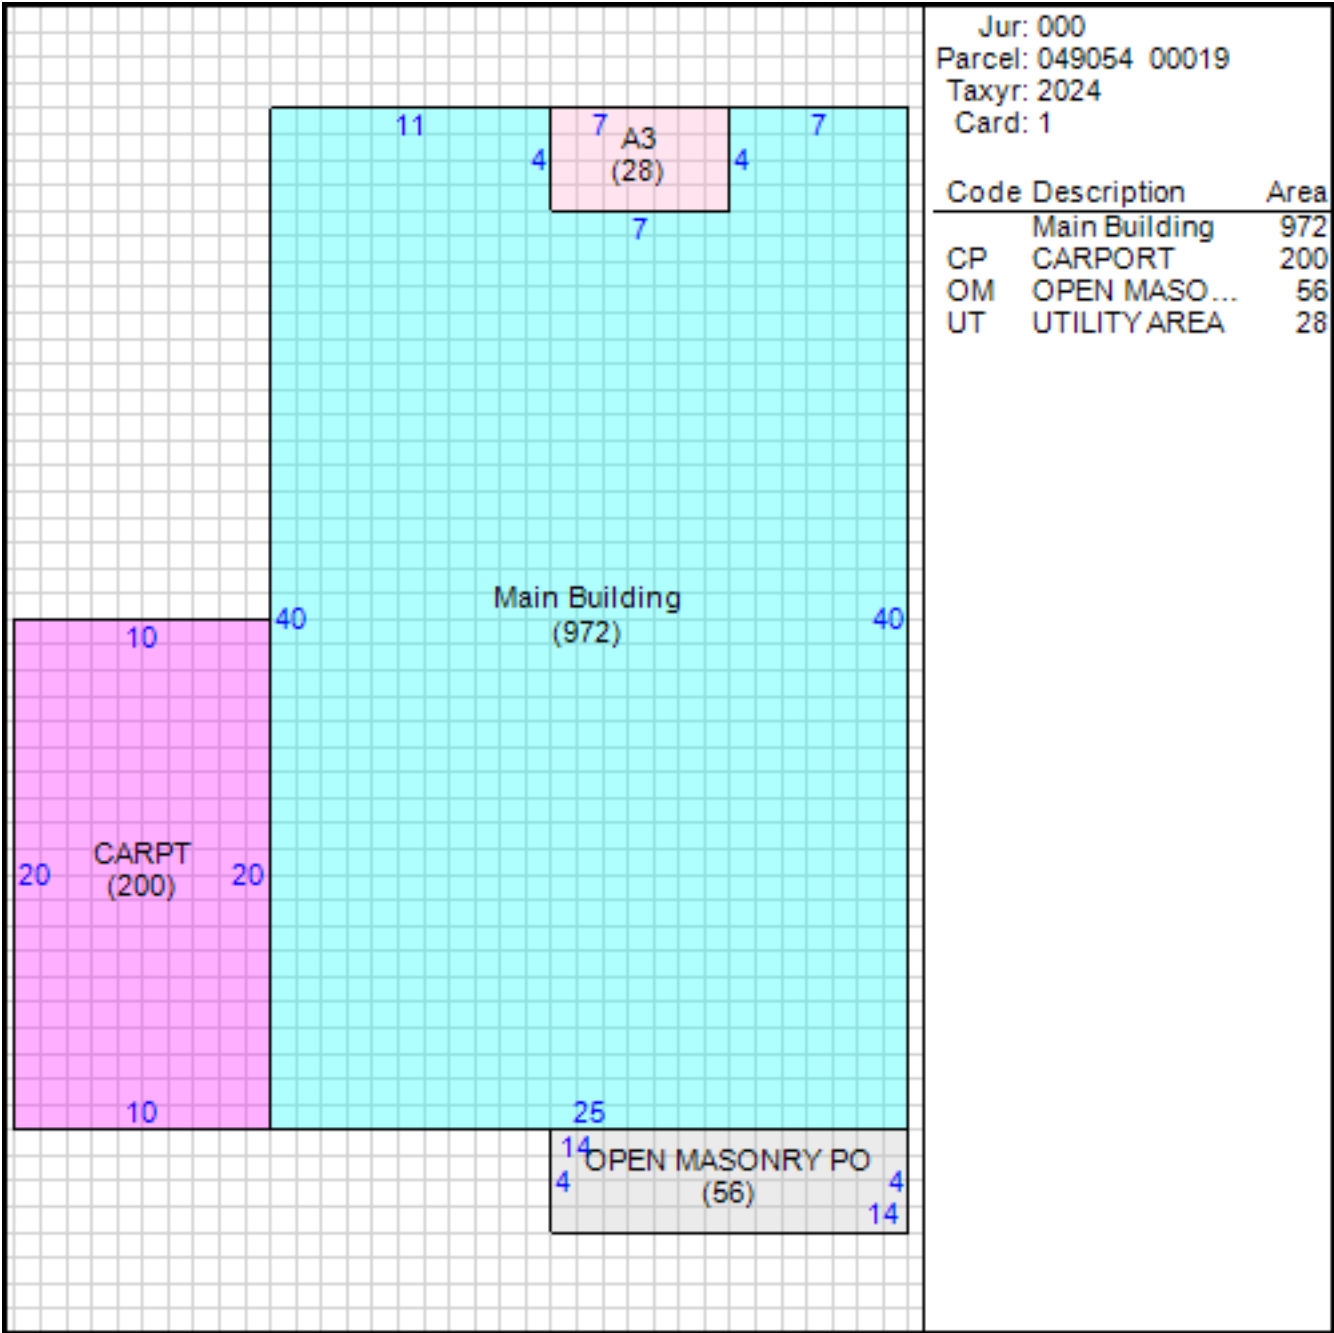 Jur: 000
Parcel: 049054 00019
Taxyr: 2024
Card: 1
Code Description Area
Main Building 972
CP CARPORT 200
OM OPEN MASO... 56
UT UTILITY AREA 28
11 7 7
A3
4 4
(28)
7
Main Building
40 40
(972)
10
CARPT
20 20
(200)
10 25
14
OPEN MASONRY PO
4 4
(56)
14